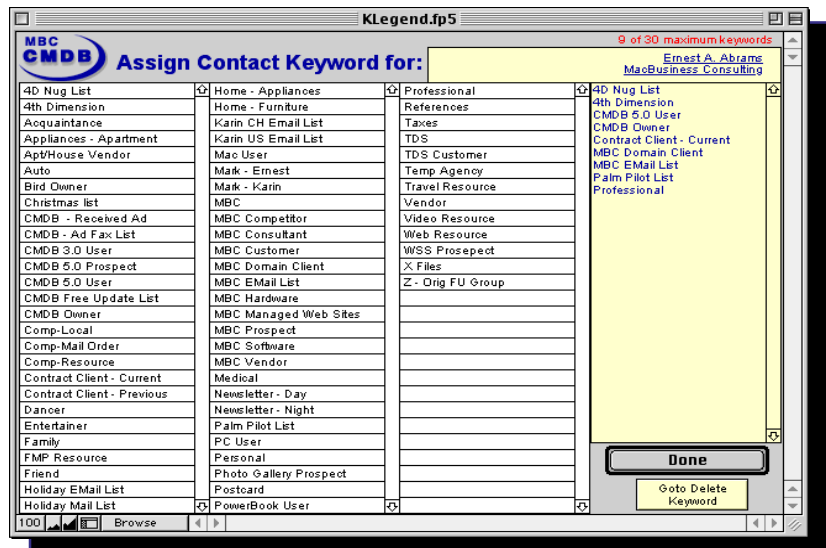 KLegend.fp5
MBC
CMDB
Assign Contact Keyword for:
9 of 30 maximum keywords
Ernest A. Abrams
MacBusiness Consulting
4D Nug List
4th Dimension
Acquaintance
Appliances - Apartment
Apt/House Vendor
Auto
Bird Owner
Christmas list
CMDB - Received Ad
CMDB - Ad Fax List
CMDB 3.0 User
CMDB 5.0 Prospect
CMDB 5.0 User
CMDB Free Update List
CMDB Owner
Comp-Local
Comp-Mail Order
Comp-Resource
Contract Client - Current
Contract Client - Previous
Dancer
Entertainer
Family
FMP Resource
Friend
Holiday EMail List
Holiday Mail List
Home - Appliances
Home - Furniture
Karin CH Email List
Karin US Email List
Mac User
Mark - Ernest
Mark - Karin
MBC
MBC Competitor
MBC Consultant
MBC Customer
MBC Domain Client
MBC EMail List
MBC Hardware
MBC Managed Web Sites
MBC Prospect
MBC Software
MBC Vendor
Medical
Newsletter - Day
Newsletter - Night
Palm Pilot List
PC User
Personal
Photo Gallery Prospect
Postcard
PowerBook User
Professional
References
Taxes
TDS
TDS Customer
Temp Agency
Travel Resource
Vendor
Video Resource
Web Resource
WSS Prosepect
X Files
Z - Orig FU Group
4D Nug List
4th Dimension
CMDB 5.0 User
CMDB Owner
Contract Client - Current
MBC Domain Client
MBC EMail List
Palm Pilot List
Professional
Done
Goto Delete
Keyword
100
Browse